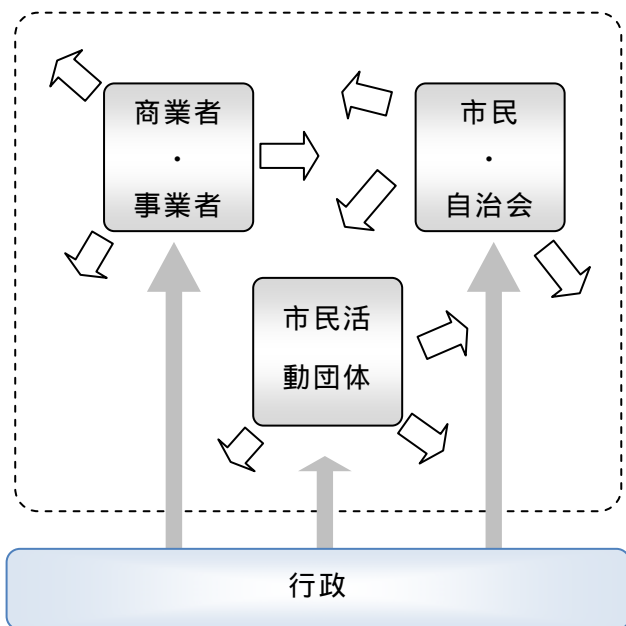 商業者
・
事業者
市民
・
自治会
市民活
動団体
行政